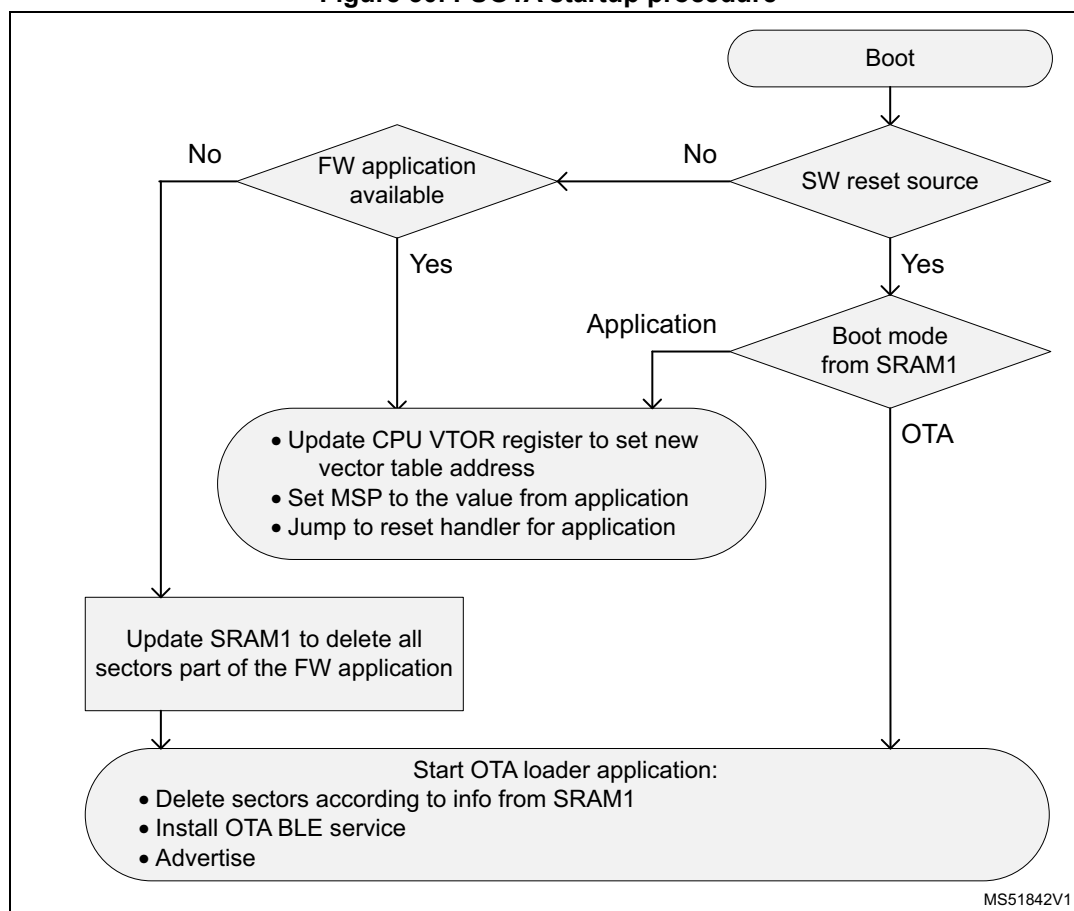 startup procedure
Boot
No
FW application
available
No
SW reset source
Yes
Yes
Application
Boot mode
from SRAM1
• Update CPU VTOR register to set new
vector table address
• Set MSP to the value from application
• Jump to reset handler for application
OTA
Update SRAM1 to delete all
sectors part of the FW application
Start OTA loader application:
• Delete sectors according to info from SRAM1
• Install OTA BLE service
• Advertise
MS51842V1